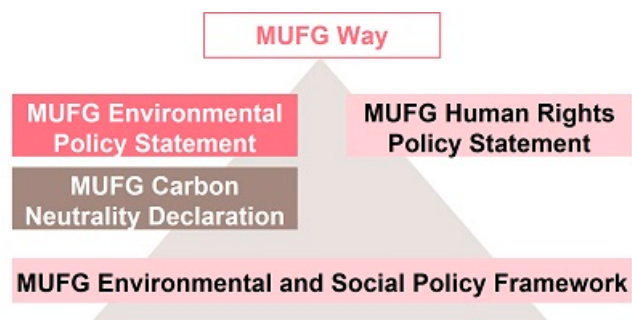 MUFG Way
MUFG Environmental
Policy Statement
MUFG Human Rights
Policy Statement
MUFG Carbon
Neutrality Declaration
MUFG Environmental and Social Policy Framework